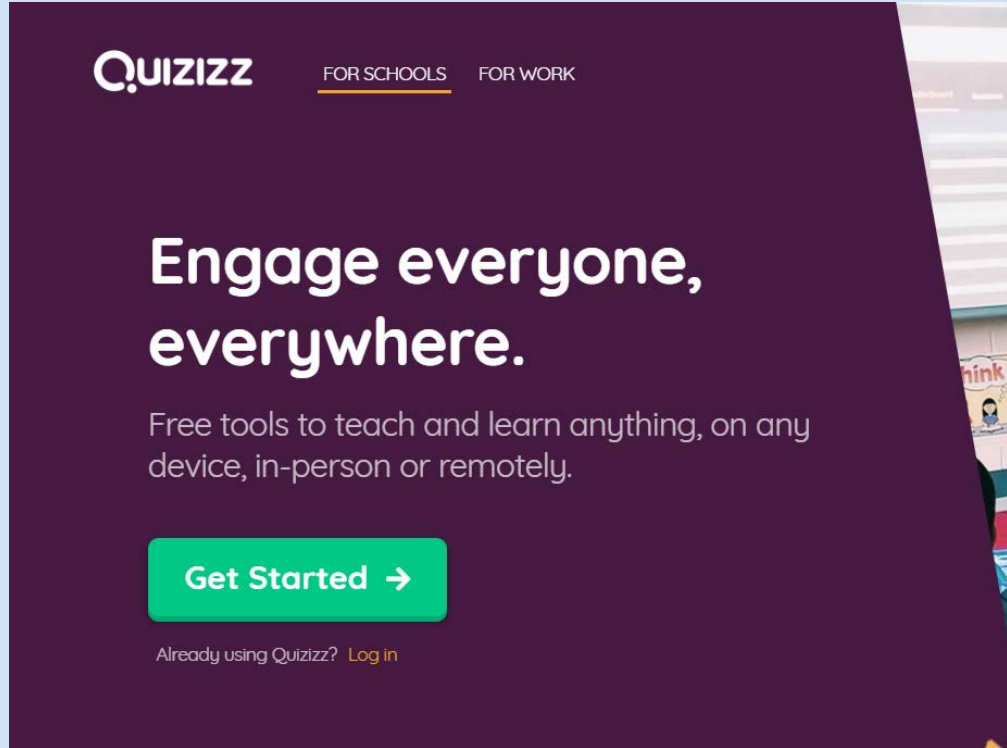 QUIZIZZ
FOR SCHOOLS
FOR WORK
Engage everyone,
everywhere.
Free tools to teach and learn anything, on any
device, in-person or remotely.
Get Started →
Already using Quizizz? Log in
hink